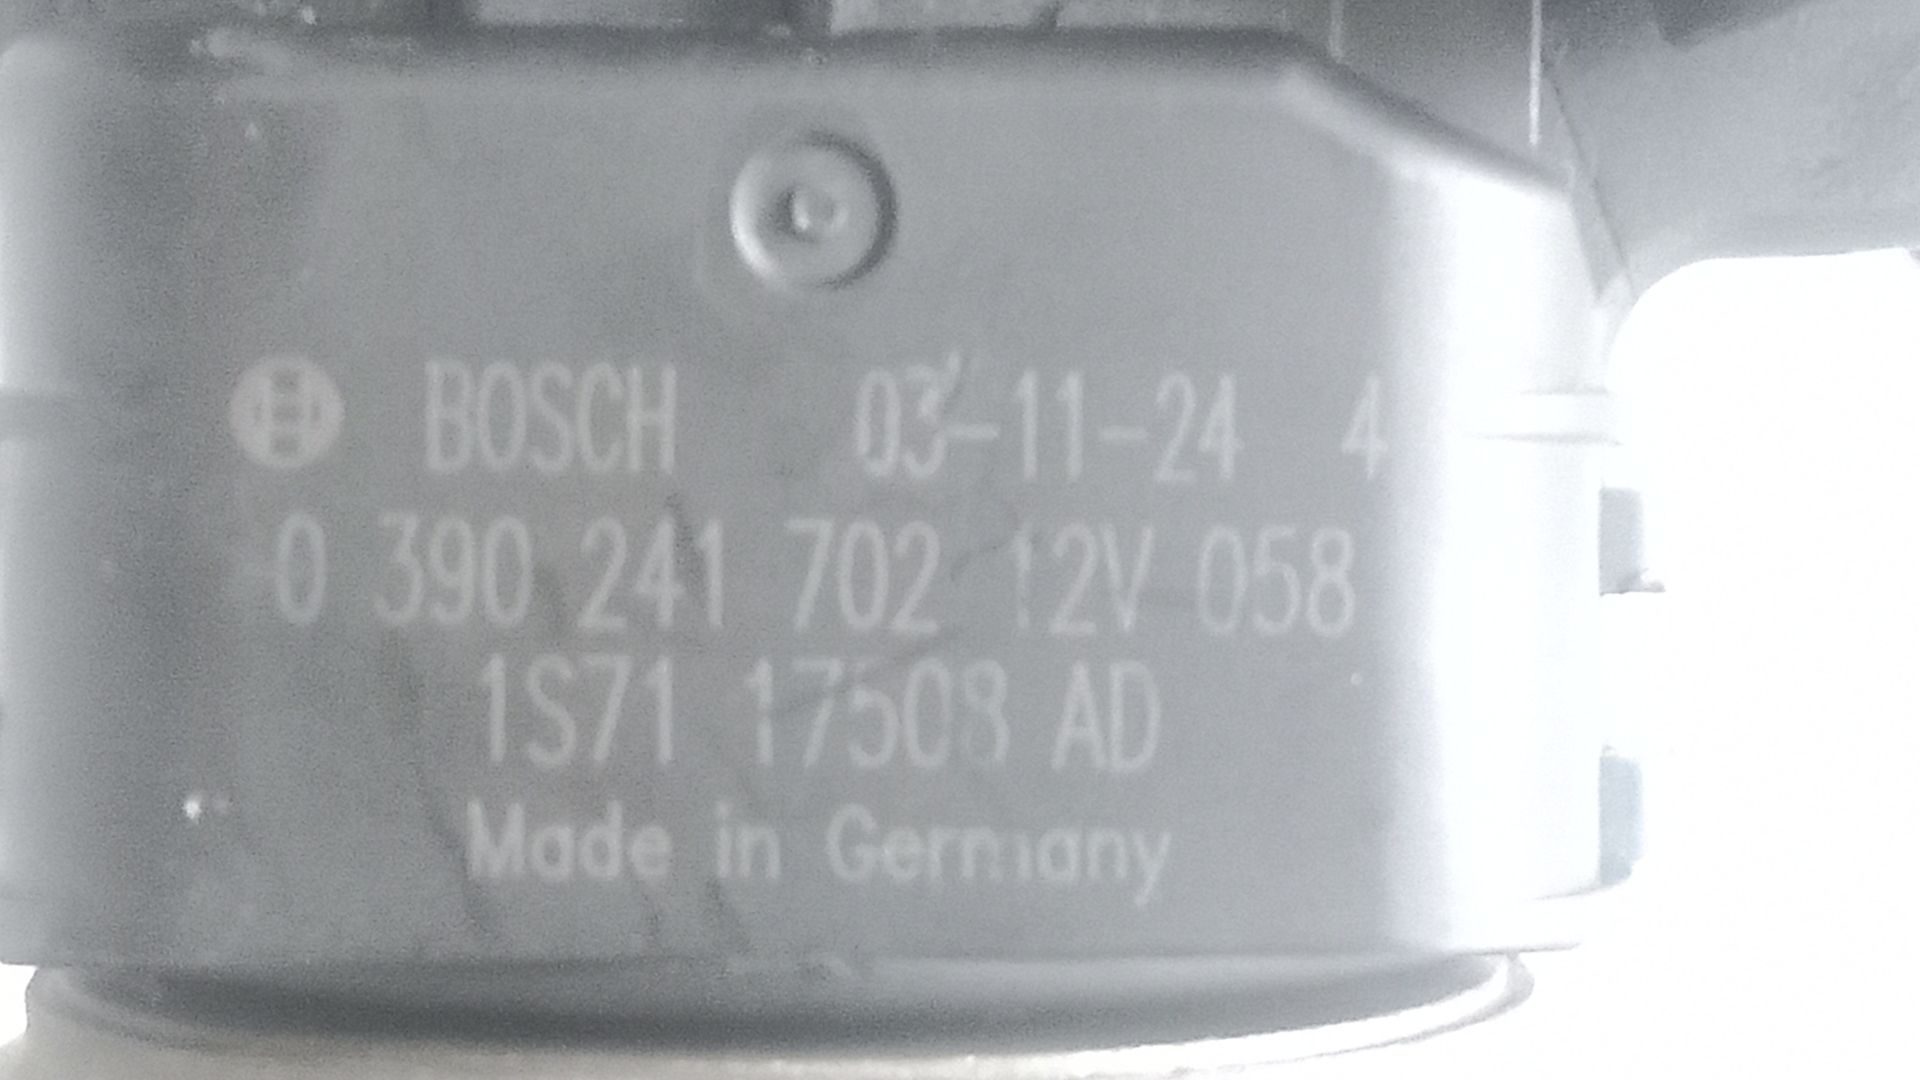 BOSCH 03-11-24 4
0 390 241 702 12V 058
1S71 17508 AD
Made in Germany